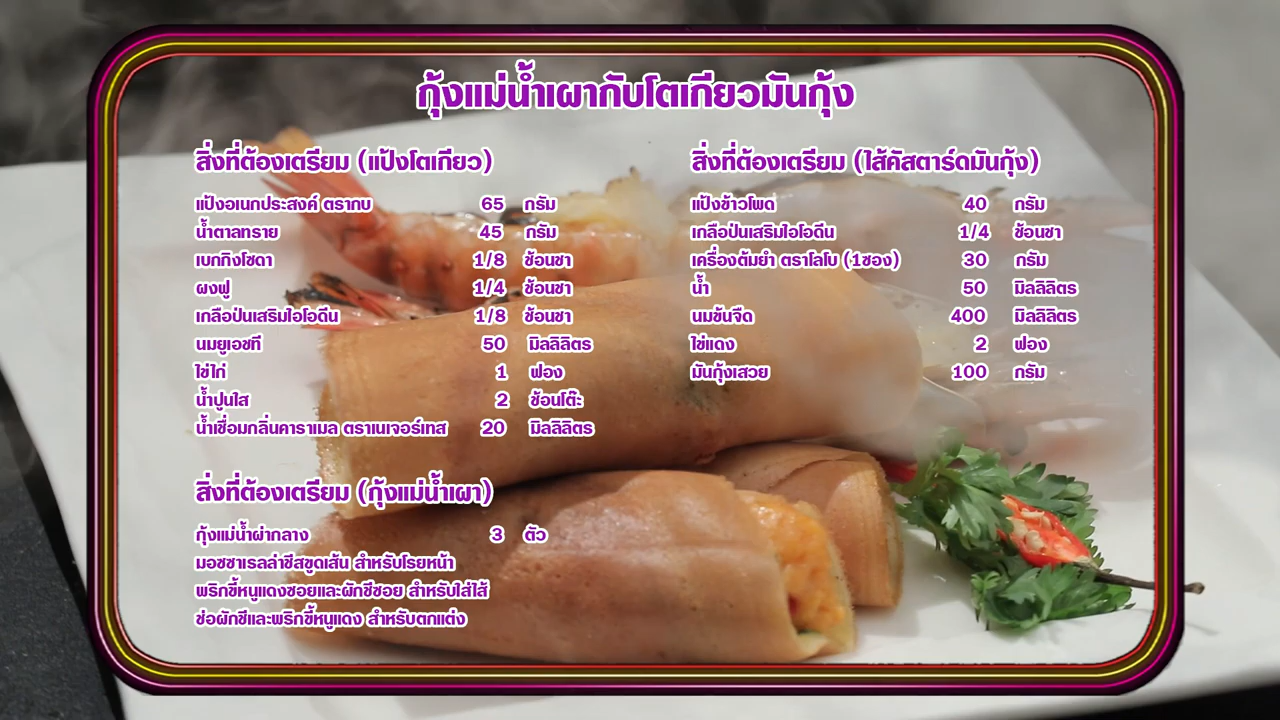 กุ้งแม่น้ำเผากับโตเกียวมันกุ้ง
สิ่งที่ต้องเตรียม (แป้งโตเกียว)
แป้งอเนกประสงค์ ตรากบ 65 กรัม
น้ำตาลทราย 45 กรัม
เบกกิงโซดา 1/8 ช้อนชา
ผงฟู 1/4 ช้อนชา
เกลือป่นเสริมไอโอดีน 1/8 ช้อนชา
นมยูเอชที 50 มิลลิลิตร
ไข่ไก่ 1 ฟอง
น้ำปูนใส 2 ช้อนโต๊ะ
น้ำเชื่อมกลิ่นคาราเมล ตราเนเจอร์เทส 20 มิลลิลิตร
สิ่งที่ต้องเตรียม (กุ้งแม่น้ำเผา)
กุ้งแม่น้ำผ่ากลาง 3 ตัว
มอซซาเรลล่าชีสขูดเส้น สำหรับโรยหน้า
พริกขี้หนูแดงซอยและผักชีซอย สำหรับใส่ไส้
ช่อผักชีและพริกขี้หนูแดง สำหรับตกแต่ง
สิ่งที่ต้องเตรียม (ไส้คัสตาร์ดมันกุ้ง)
แป้งข้าวโพด 40 กรัม
เกลือป่นเสริมไอโอดีน 1/4 ช้อนชา
เครื่องต้มยำ ตราโลโบ (1ซอง) 30 กรัม
น้ำ 50 มิลลิลิตร
นมข้นจืด 400 มิลลิลิตร
ไข่แดง 2 ฟอง
มันกุ้งเสวย 100 กรัม